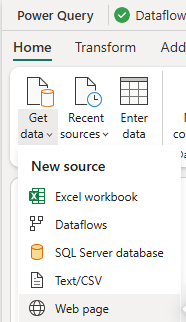 Power Query Dataflow
Home Transform Add
Get data Recent sources Enter data
New source
Excel workbook
Dataflows
SQL Server database
Text/CSV
Web page